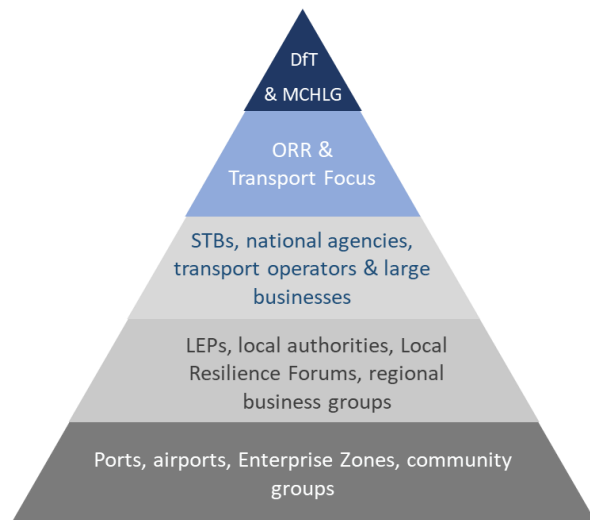 DfT
& MCHLG
ORR &
Transport Focus
STBs, national agencies,
transport operators & large
businesses
LEPs, local authorities, Local
Resilience Forums, regional
business groups
Ports, airports, Enterprise Zones, community
groups